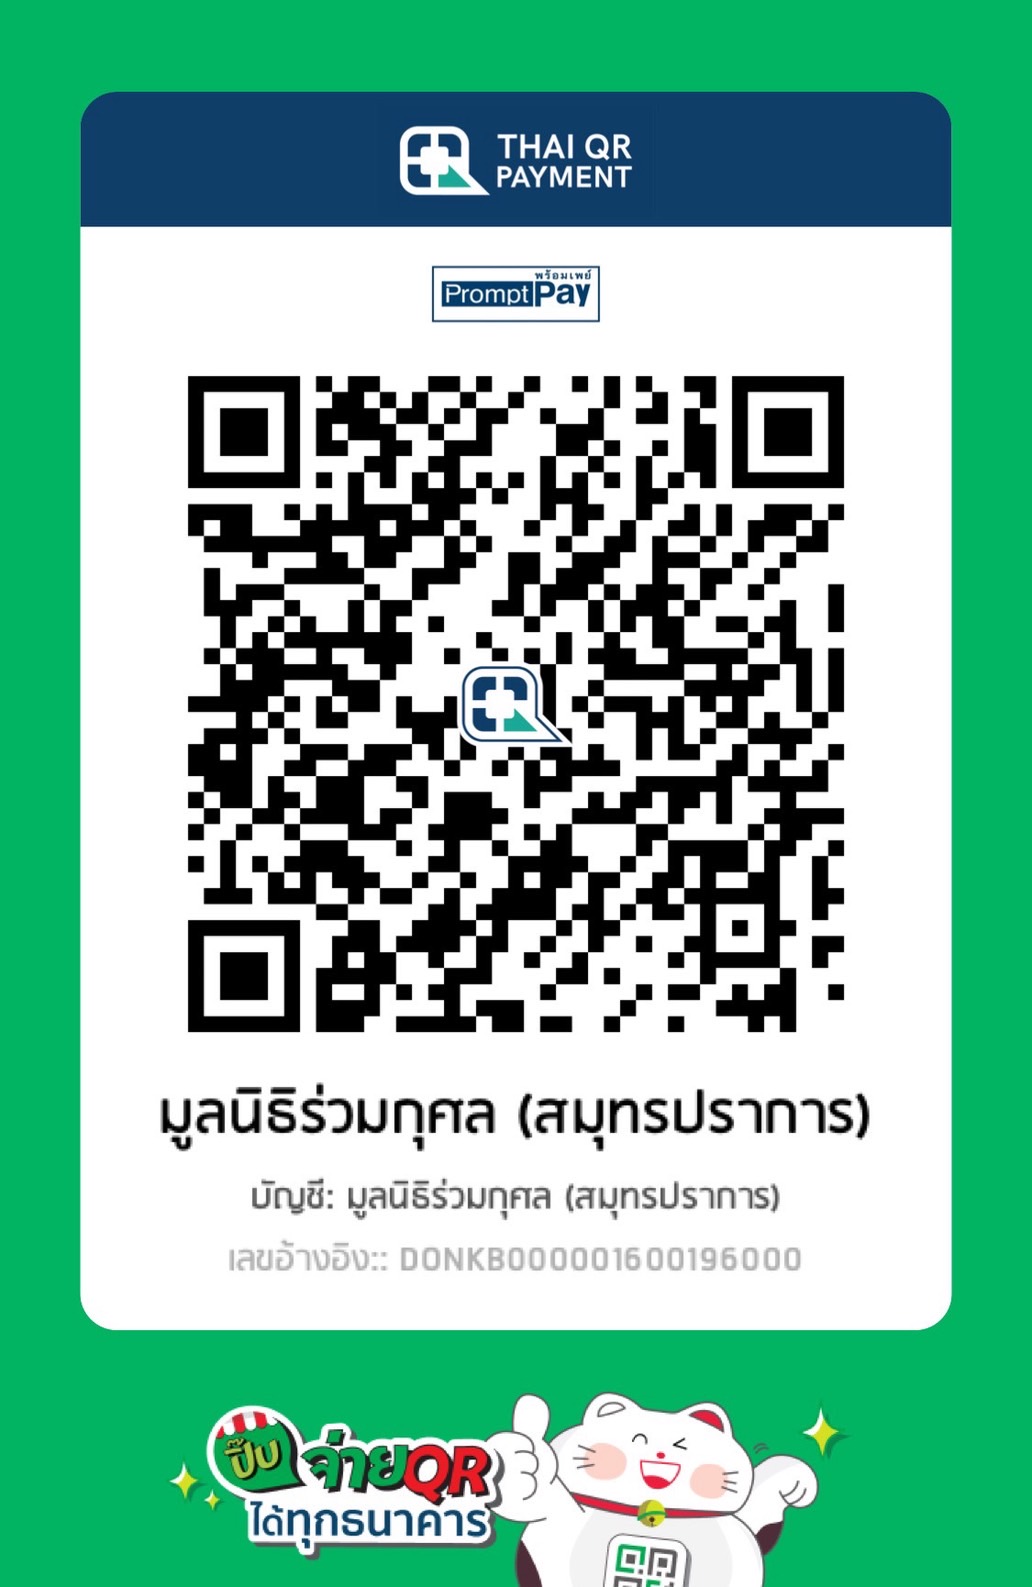 THAI QR
PAYMENT
พร้อมเพย์
PromptPay
มูลนิธิร่วมกุศล (สมุทรปราการ)
บัญชี: มูลนิธิร่วมกุศล (สมุทรปราการ)
เลขอ้างอิง:: DONKB000001600196000
ปิ๊บ จ่ายQR
ได้ทุกธนาคาร